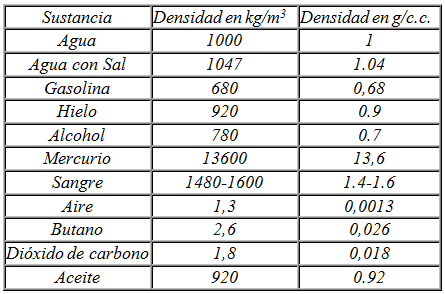 Sustancia Densidad en kg/m³ Densidad en g/c.c.
Agua 1000 1
Agua con Sal 1047 1.04
Gasolina 680 0,68
Hielo 920 0.9
Alcohol 780 0.7
Mercurio 13600 13,6
Sangre 1480-1600 1.4-1.6
Aire 1,3 0,0013
Butano 2,6 0,026
Dióxido de carbono 1,8 0,018
Aceite 920 0.92